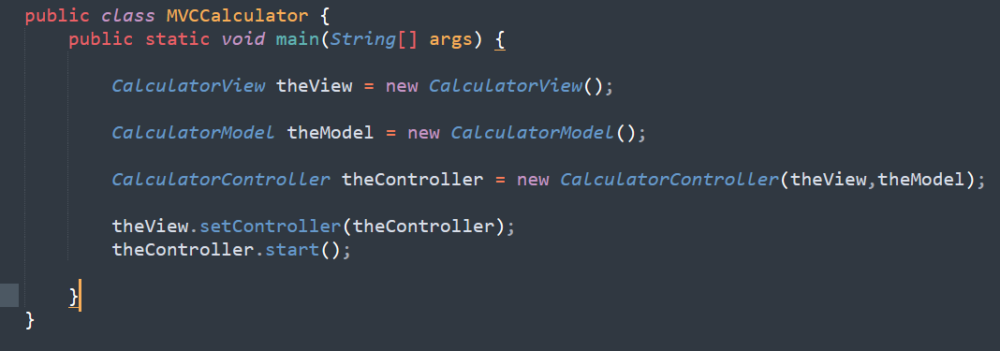 public class MVCCalculator {
    public static void main(String[] args) {
        CalculatorView theView = new CalculatorView();
        CalculatorModel theModel = new CalculatorModel();
        CalculatorController theController = new CalculatorController(theView,theModel);
        theView.setController(theController);
        theController.start();
    }
}